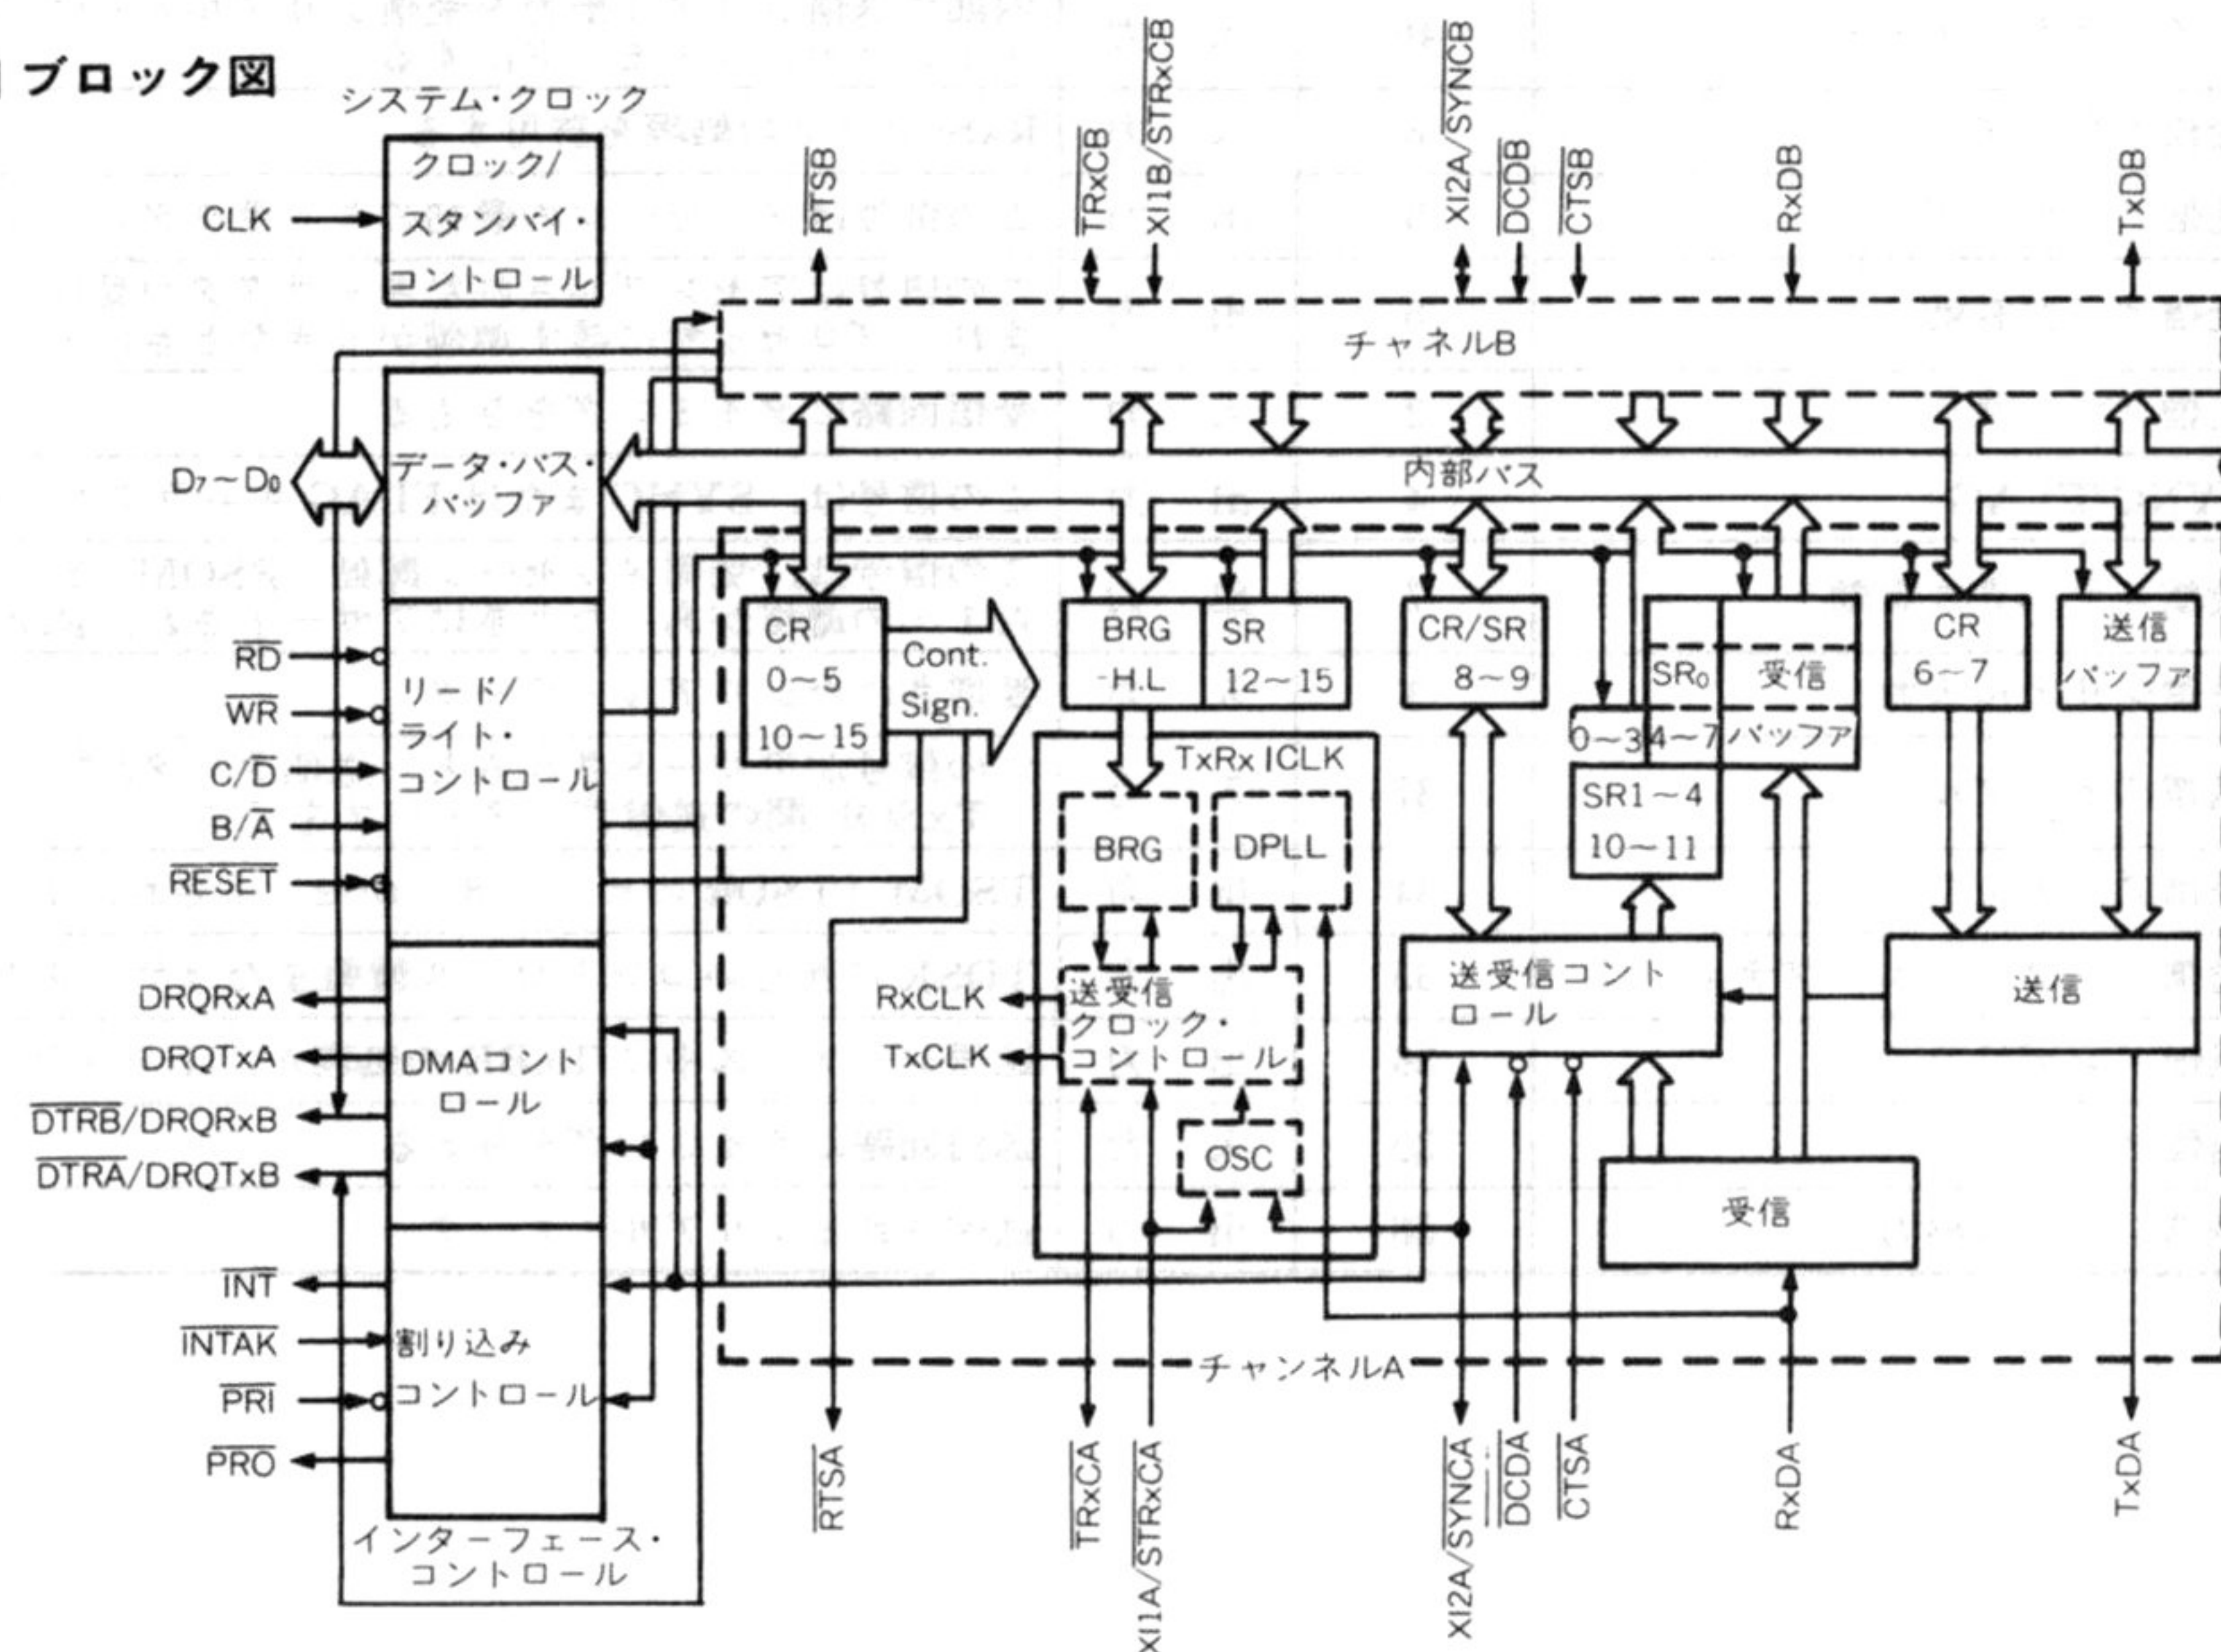 ブロック図
システム・クロック
クロック/
スタンバイ・
コントロール
CLK
RTSB
TRxCB
XI1B/STRxCB
XI2A/SYNCB
DCDB
CTSB
RxDB
TxDB
チャネルB
D7~D0
データ・バス・
バッファ
内部バス
RD
WR
C/D
B/A
RESET
リード/
ライト・
コントロール
CR
0~5
10~15
Cont.
Sign.
BRG
-H.L
SR
12~15
CR/SR
8~9
SR0
0~3
4~7
受信
バッファ
SR1~4
10~11
CR
6~7
送信
バッファ
TxRx ICLK
BRG
DPLL
RxCLK
TxCLK
送受信
クロック・
コントロール
OSC
送受信コント
ロール
送信
受信
DRQRxA
DRQTxA
DTRB/DRQRxB
DTRA/DRQTxB
DMAコント
ロール
INT
INTAK
PRI
PRO
割り込み
コントロール
インターフェース・
コントロール
チャンネルA
RTSA
TRxCA
XI1A/STRxCA
XI2A/SYNCA
DCDA
CTSA
RxDA
TxDA